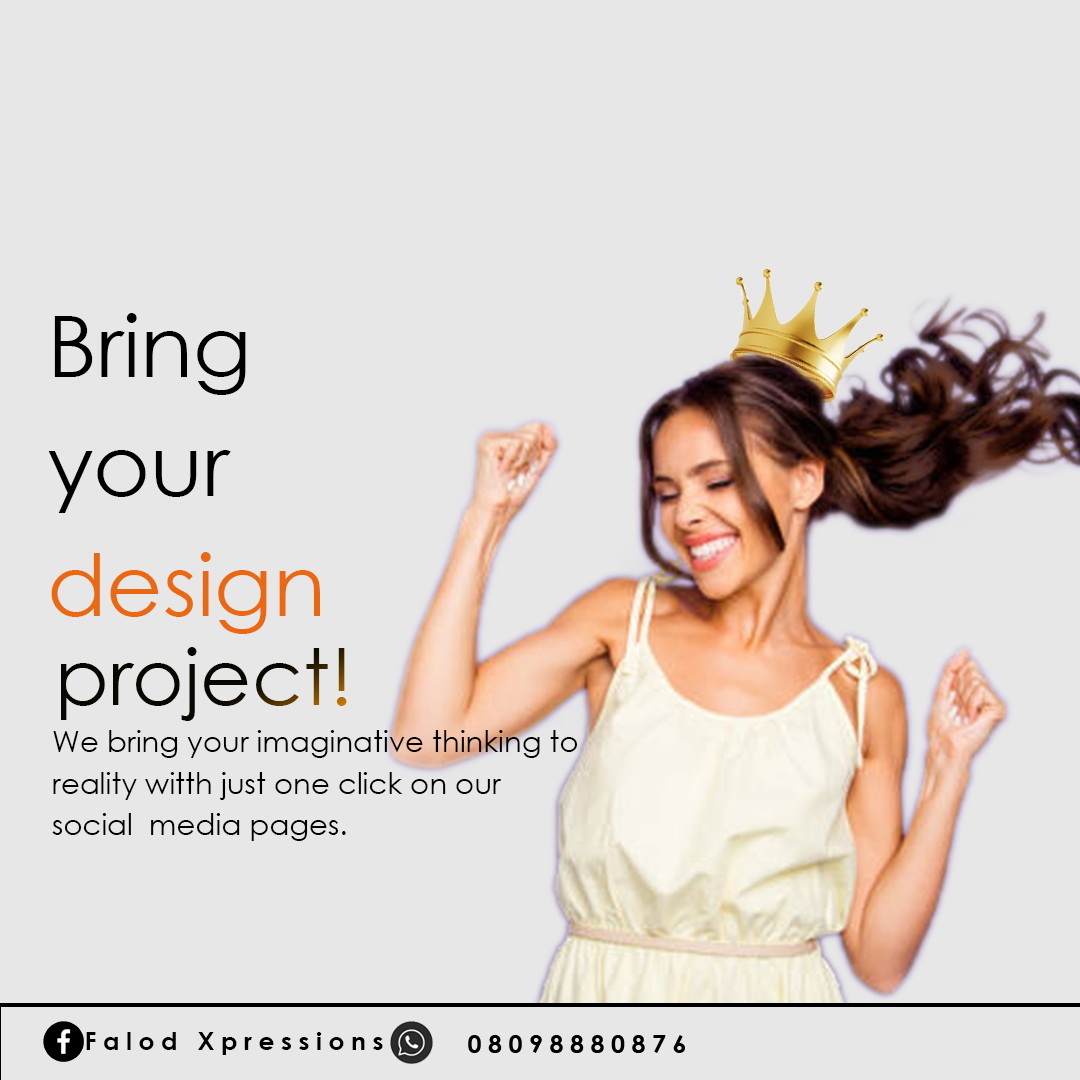 Bring
your
design
project!
We bring your imaginative thinking to
reality witth just one click on our
social media pages.
Falod Xpressions 08098880876